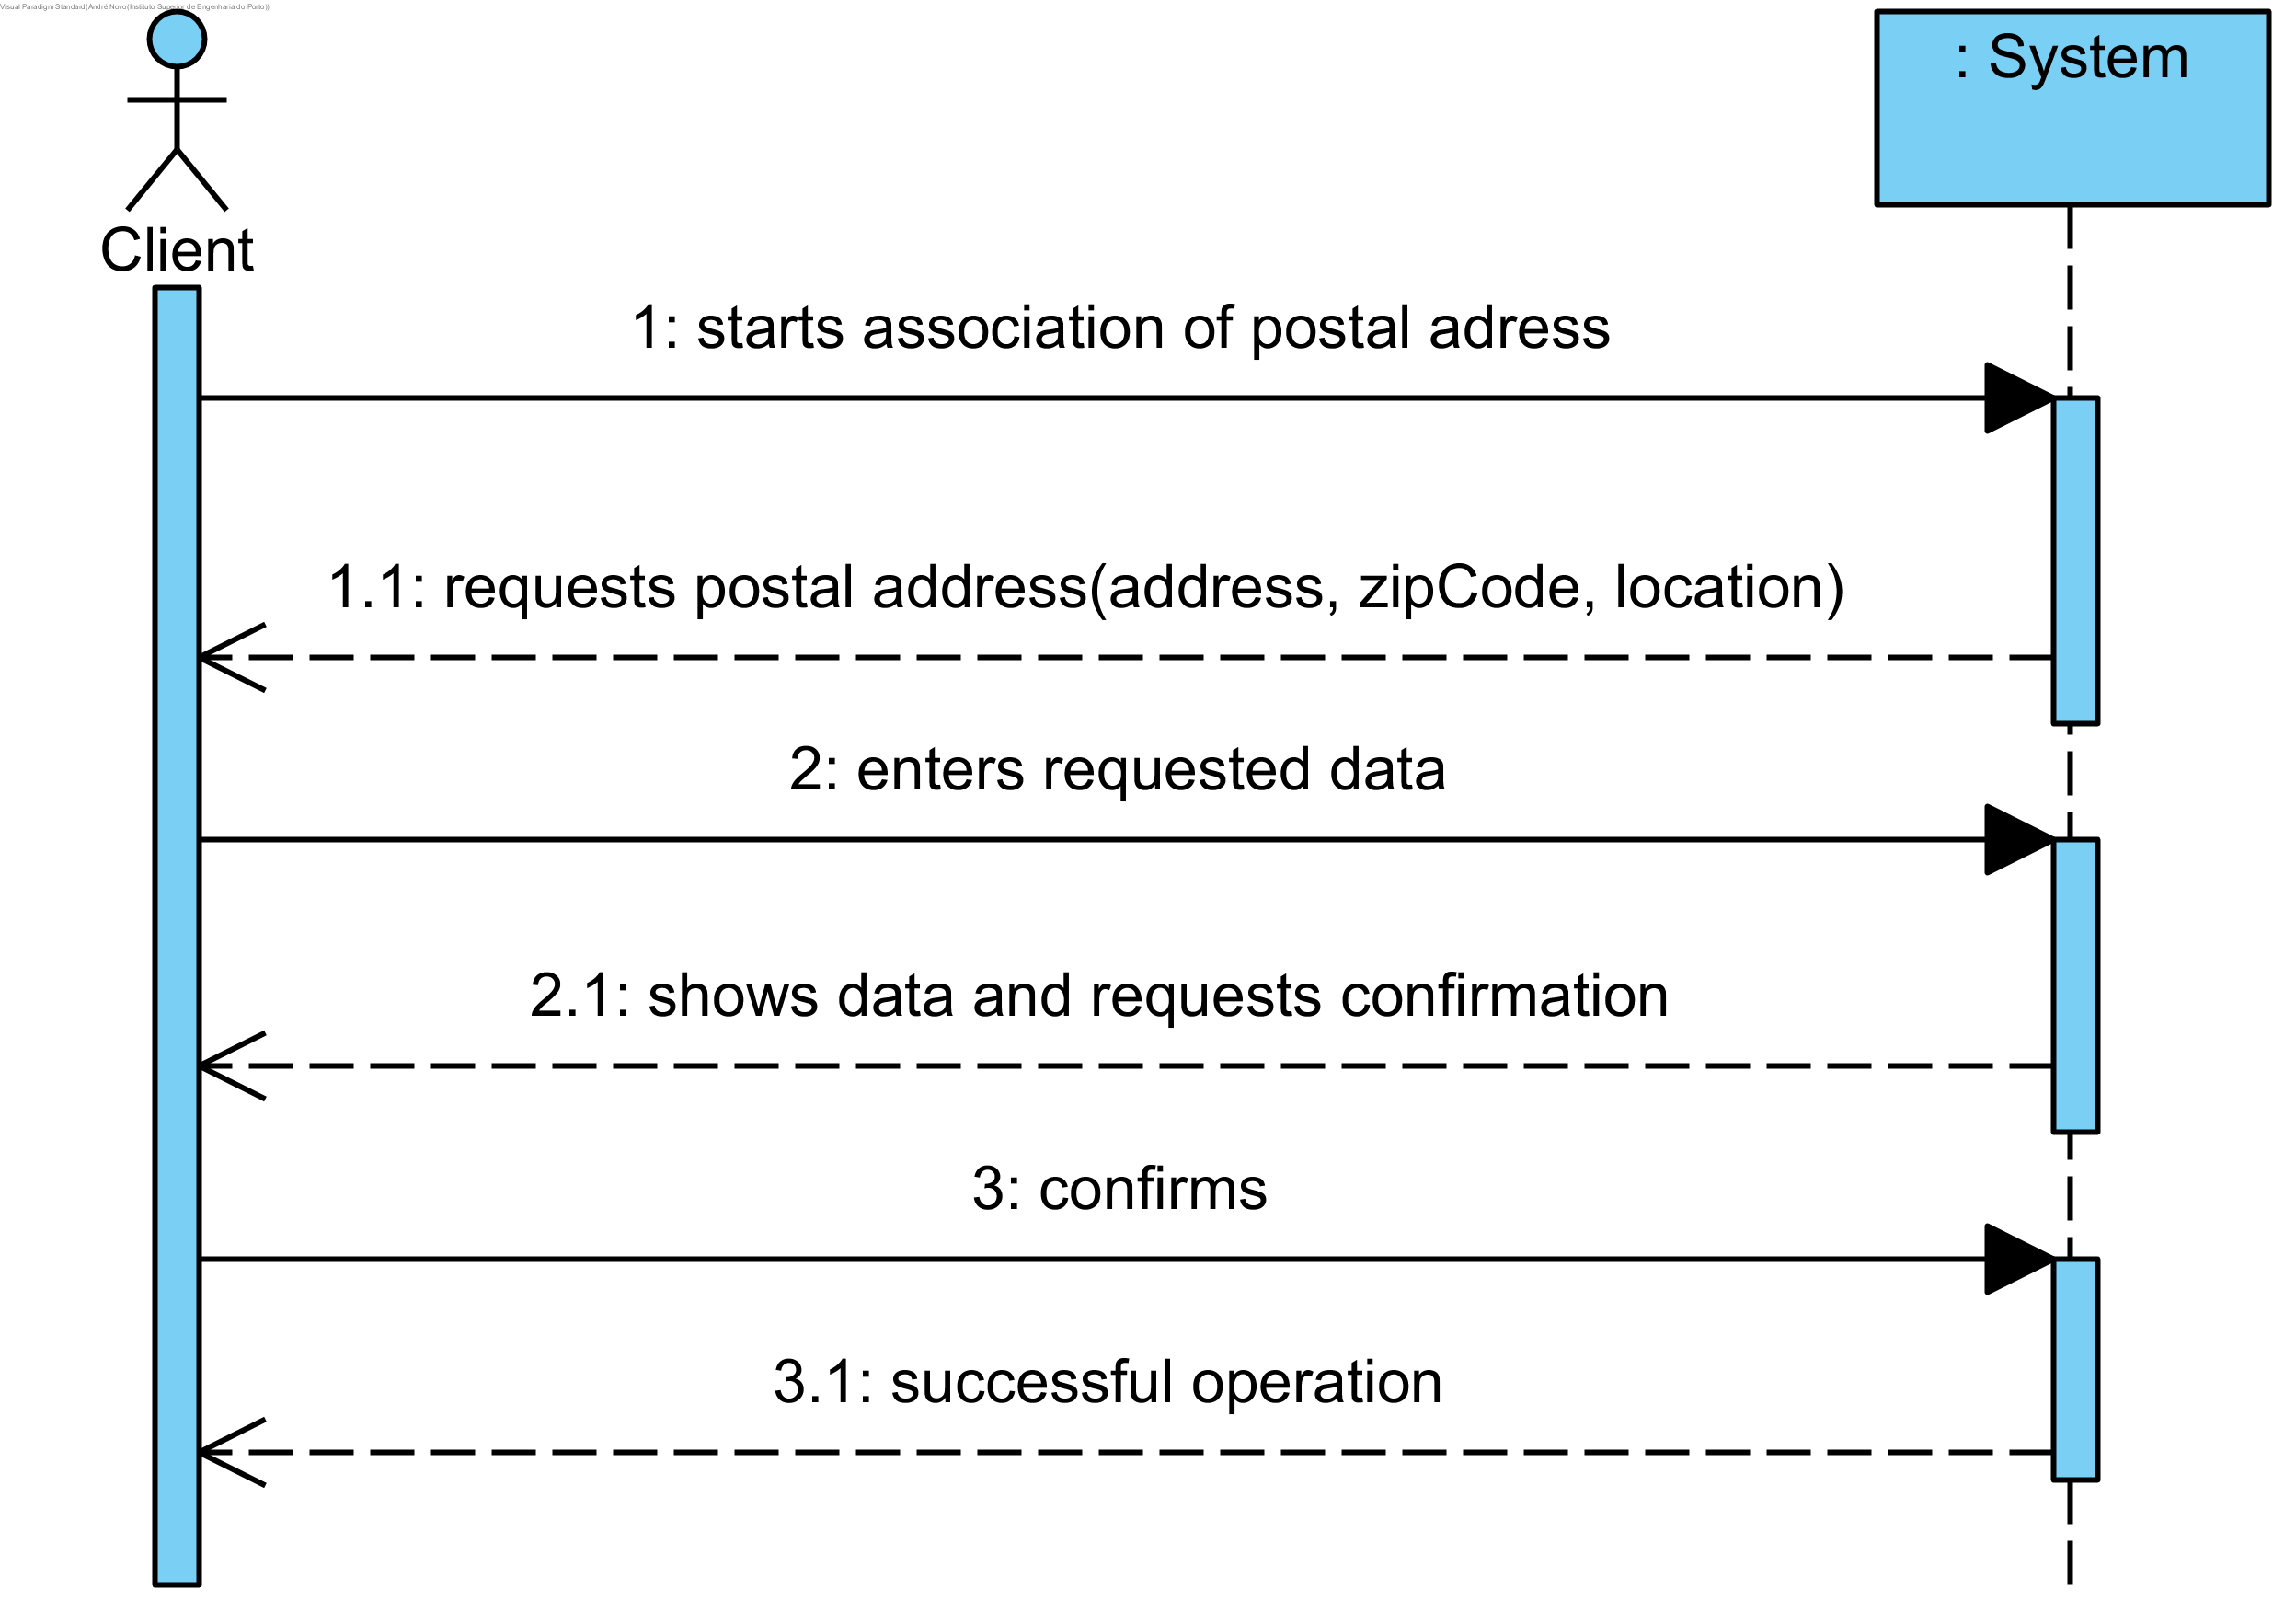 Visual Paradigm Standard(André Novo(Instituto Superior de Engenharia do Porto))
: System
Client
1: starts association of postal adress
1.1: requests postal address(address, zipCode, location)
2: enters requested data
2.1: shows data and requests confirmation
3: confirms
3.1: successful operation